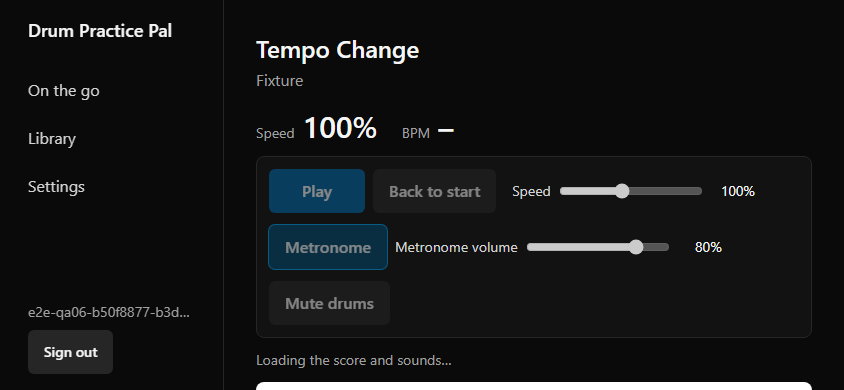 Drum Practice Pal
On the go
Library
Settings
e2e-qa06-b50f8877-b3d...
Sign out
Tempo Change
Fixture
Speed 100% BPM –
Play Back to start Speed 100%
Metronome Metronome volume 80%
Mute drums
Loading the score and sounds...